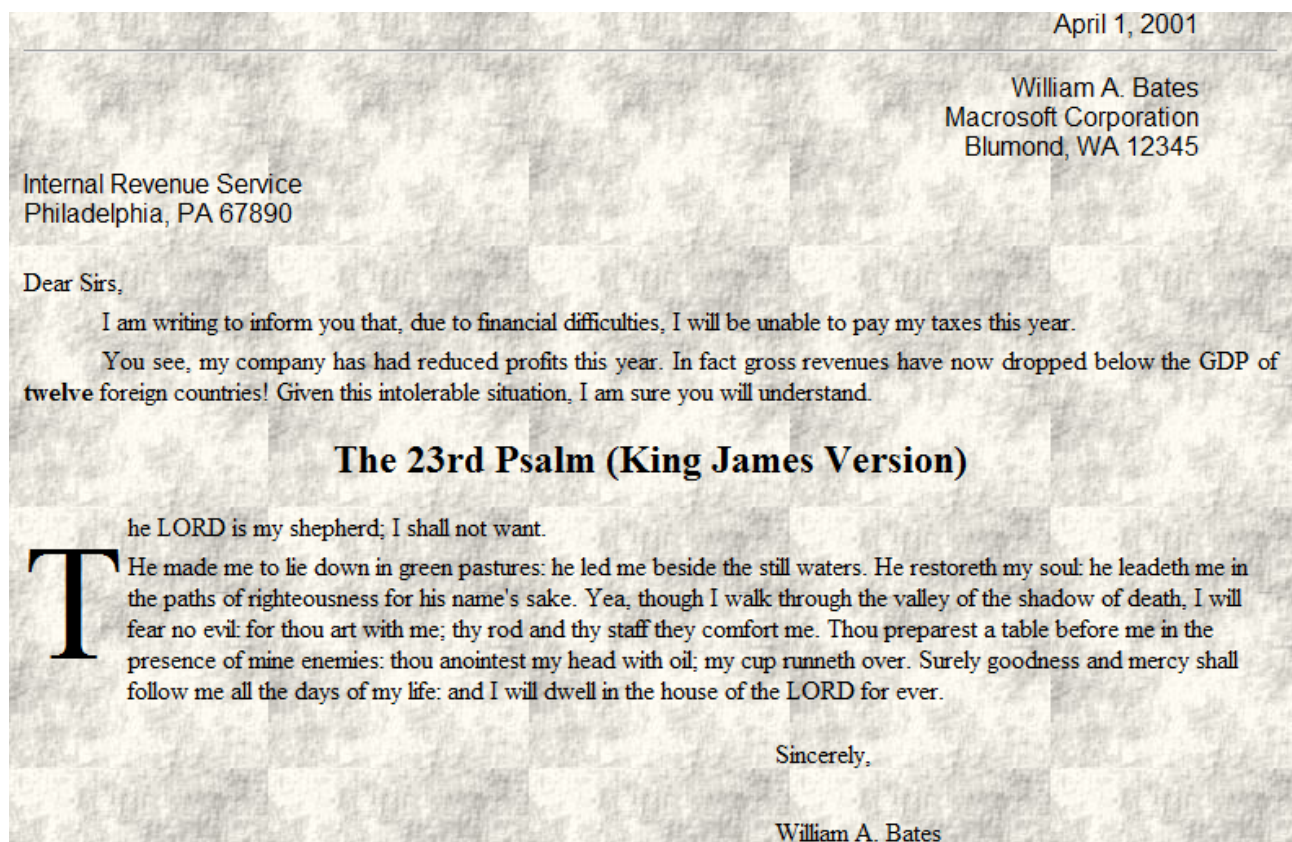 April 1, 2001
William A. Bates
Macrosoft Corporation
Blumond, WA 12345
Internal Revenue Service
Philadelphia, PA 67890
Dear Sirs,
I am writing to inform you that, due to financial difficulties, I will be unable to pay my taxes this year.
You see, my company has had reduced profits this year. In fact gross revenues have now dropped below the GDP of
twelve foreign countries! Given this intolerable situation, I am sure you will understand.
The 23rd Psalm (King James Version)
The LORD is my shepherd; I shall not want.
He made me to lie down in green pastures: he led me beside the still waters. He restoreth my soul: he leadeth me in
the paths of righteousness for his name's sake. Yea, though I walk through the valley of the shadow of death, I will
fear no evil: for thou art with me; thy rod and thy staff they comfort me. Thou preparest a table before me in the
presence of mine enemies: thou anointest my head with oil; my cup runneth over. Surely goodness and mercy shall
follow me all the days of my life: and I will dwell in the house of the LORD for ever.
Sincerely,
William A. Bates